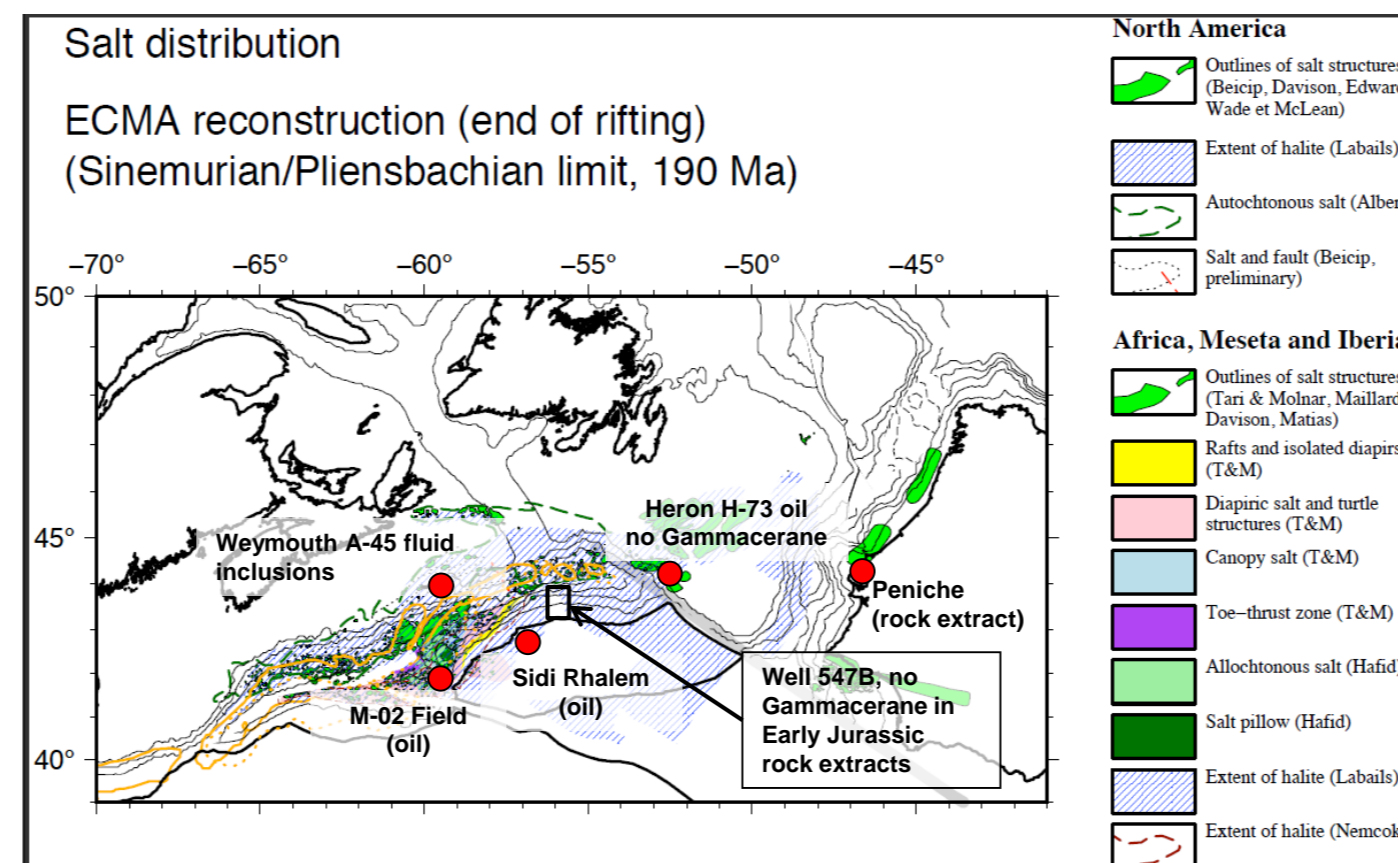 Salt distribution
ECMA reconstruction (end of rifting)
(Sinemurian/Pliensbachian limit, 190 Ma)
−70° −65° −60° −55° −50° −45°
50°
45°
40°
Weymouth A-45 fluid
inclusions
Heron H-73 oil
no Gammacerane
Peniche
(rock extract)
Sidi Rhalem
(oil)
M-02 Field
(oil)
Well 547B, no
Gammacerane in
Early Jurassic
rock extracts
North America
Outlines of salt structures
(Beicip, Davison, Edwar
Wade et McLean)
Extent of halite (Labails)
Autochtonous salt (Alber
Salt and fault (Beicip,
preliminary)
Africa, Meseta and Iberia
Outlines of salt structures
(Tari & Molnar, Maillard
Davison, Matias)
Rafts and isolated diapirs
(T&M)
Diapiric salt and turtle
structures (T&M)
Canopy salt (T&M)
Toe−thrust zone (T&M)
Allochtonous salt (Hafid)
Salt pillow (Hafid)
Extent of halite (Labails)
Extent of halite (Nemcok